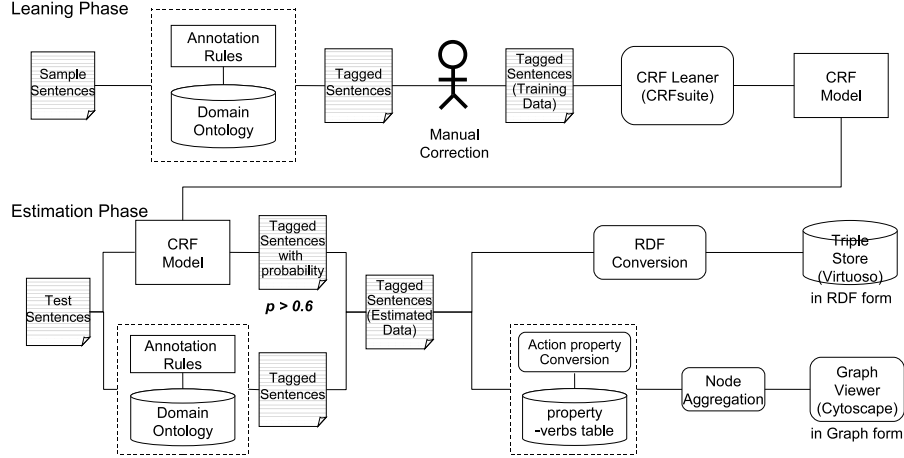 Leaning Phase
Sample
Sentences
Annotation
Rules
Domain
Ontology
Tagged
Sentences
Manual
Correction
Tagged
Sentences
(Training
Data)
CRF Leaner
(CRFsuite)
CRF
Model
Estimation Phase
Test
Sentences
CRF
Model
Tagged
Sentences
with
probability
p > 0.6
Annotation
Rules
Domain
Ontology
Tagged
Sentences
Tagged
Sentences
(Estimated
Data)
RDF
Conversion
Triple
Store
(Virtuoso)
in RDF form
Action property
Conversion
property
-verbs table
Node
Aggregation
Graph
Viewer
(Cytoscape)
in Graph form